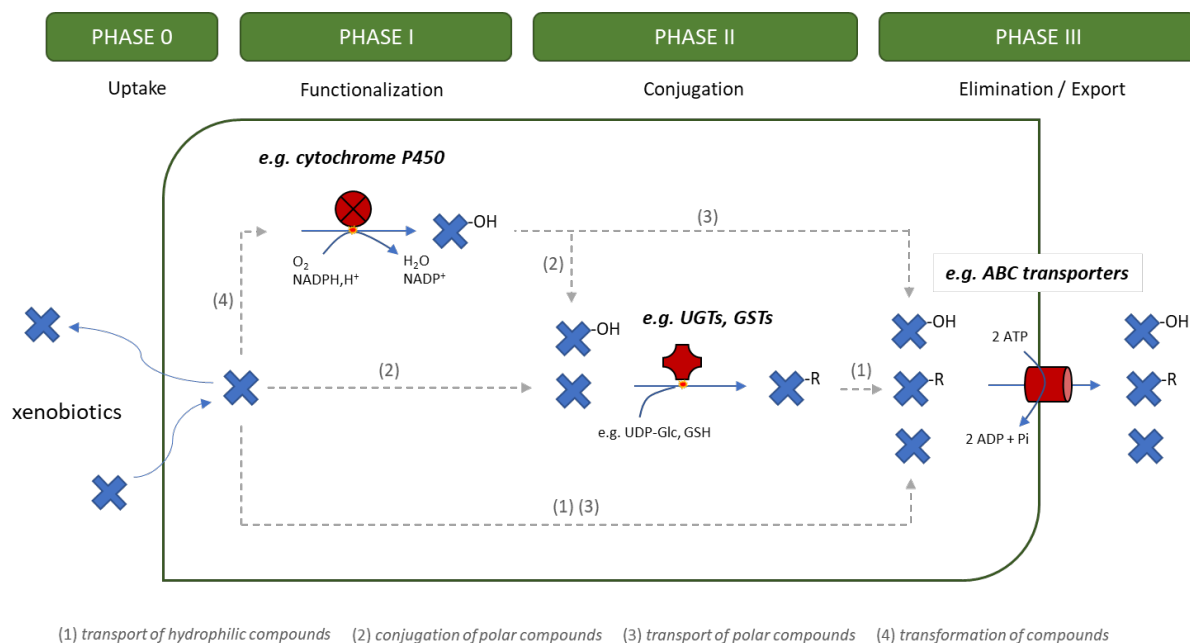 PHASE 0
PHASE I
PHASE II
PHASE III
Uptake
Functionalization
Conjugation
Elimination / Export
e.g. cytochrome P450
-OH
(3)
O₂
NADPH,H⁺
H₂O
NADP⁺
(2)
(4)
e.g. ABC transporters
-OH
e.g. UGTs, GSTs
-OH
2 ATP
-OH
(2)
-R
(1)
-R
-R
xenobiotics
e.g. UDP-Glc, GSH
2 ADP + Pi
(1) (3)
(1) transport of hydrophilic compounds
(2) conjugation of polar compounds
(3) transport of polar compounds
(4) transformation of compounds